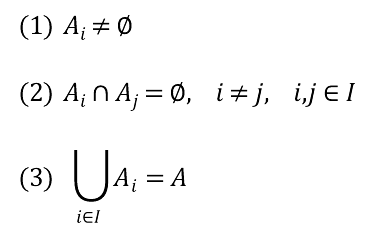 (1) Aᵢ ≠ ∅
(2) Aᵢ ∩ Aⱼ = ∅, i ≠ j, i,j ∈ I
(3) ⋃ Aᵢ = A
i∈I